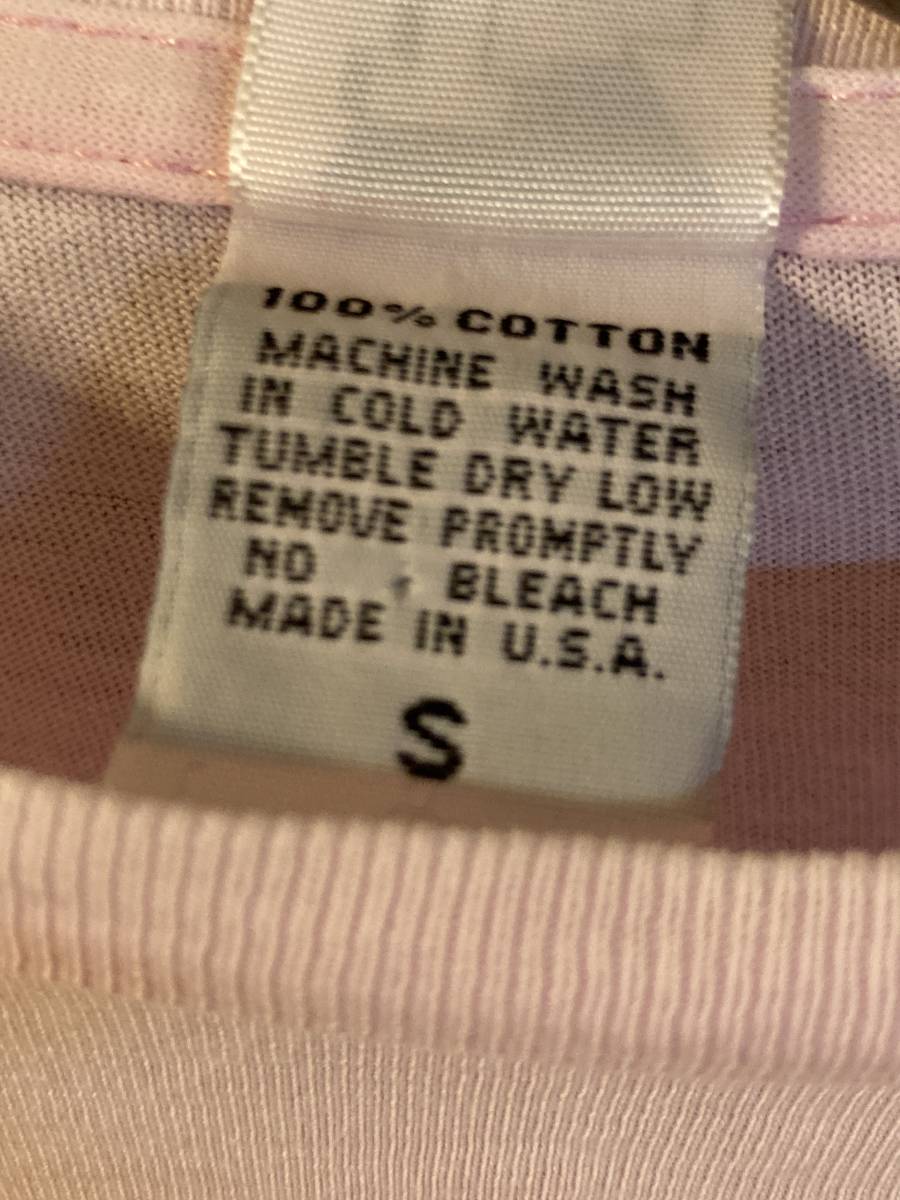 100% COTTON
MACHINE WASH
IN COLD WATER
TUMBLE DRY LOW
REMOVE PROMPTLY
NO BLEACH
MADE IN U.S.A.
S